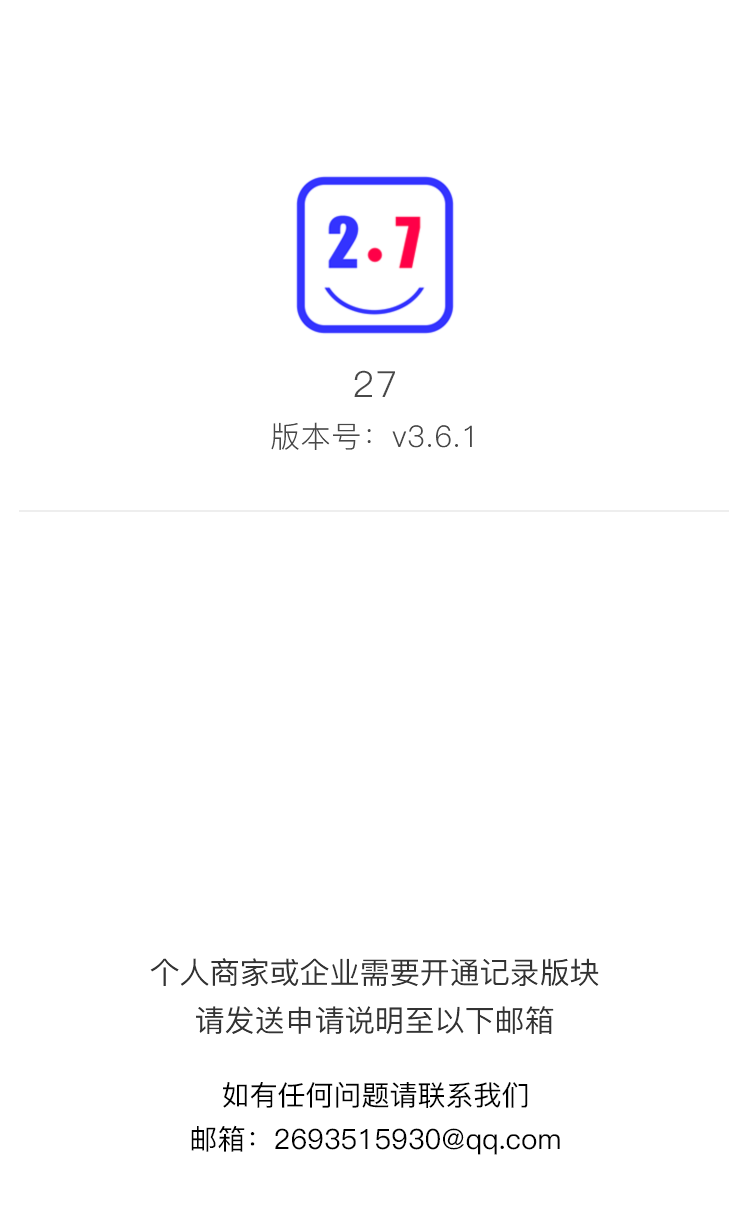 2.7
27
版本号：v3.6.1
个人商家或企业需要开通记录版块
请发送申请说明至以下邮箱
如有任何问题请联系我们
邮箱：2693515930@qq.com